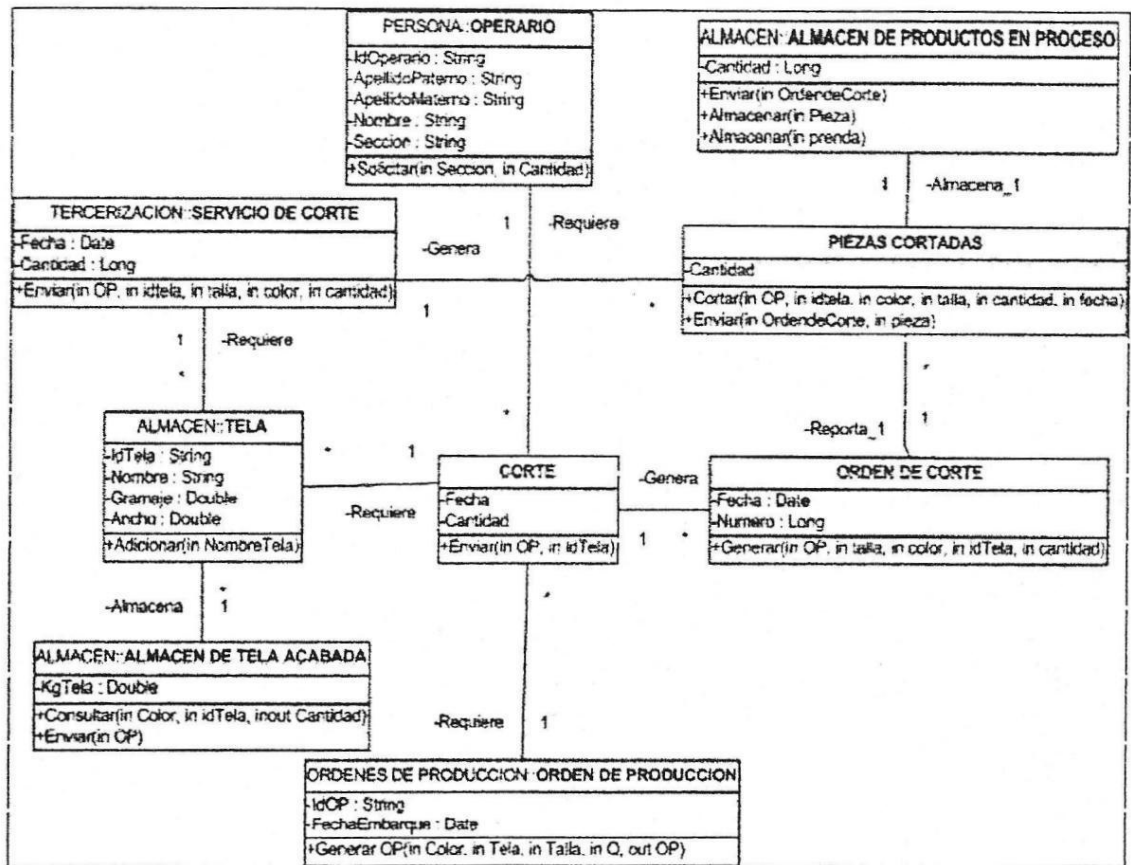 PERSONA::OPERARIO
-IdOperario : String
-ApellidoPaterno : String
-ApellidoMaterno : String
-Nombre : String
-Seccion : String
+Solicitar(in Seccion, in Cantidad)
ALMACEN::ALMACEN DE PRODUCTOS EN PROCESO
-Cantidad : Long
+Enviar(in OrdendeCorte)
+Almacenar(in Pieza)
+Almacenar(in prenda)
1
-Almacena_1
1
-Requiere
TERCERIZACION::SERVICIO DE CORTE
-Fecha : Date
-Cantidad : Long
+Enviar(in OP, in idtela, in talla, in color, in cantidad)
-Genera
1
*
PIEZAS CORTADAS
-Cantidad
+Cortar(in OP, in idtela, in color, in talla, in cantidad, in fecha)
+Enviar(in OrdendeCorte, in pieza)
1
-Requiere
*
*
*
1
-Reporta_1
ALMACEN::TELA
-IdTela : String
-Nombre : String
-Gramaje : Double
-Ancho : Double
+Adicionar(in NombreTela)
*
1
-Requiere
CORTE
-Fecha
-Cantidad
+Enviar(in OP, in IdTela)
-Genera
1
*
ORDEN DE CORTE
-Fecha : Date
-Numero : Long
+Generar(in OP, in talla, in color, in idTela, in cantidad)
*
-Almacena
1
*
ALMACEN::ALMACEN DE TELA ACABADA
-KgTela : Double
+Consultar(in Color, in idTela, inout Cantidad)
+Enviar(in OP)
-Requiere
1
ORDENES DE PRODUCCION::ORDEN DE PRODUCCION
-IdOP : String
-FechaEmbarque : Date
+Generar OP(in Color, in Tela, in Talla, in Q, out OP)